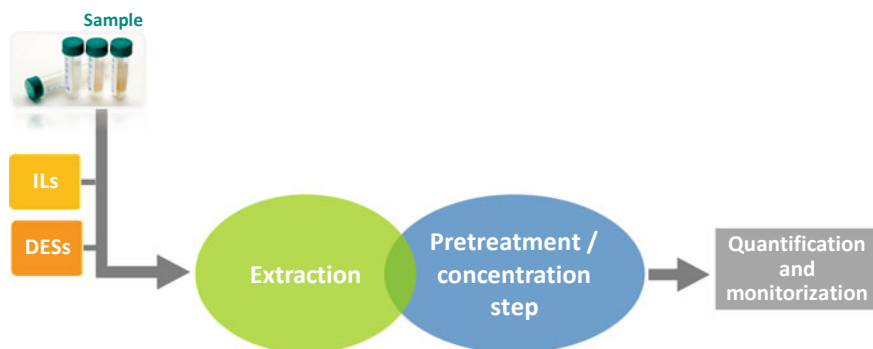 Sample
ILs
DESs
Extraction
Pretreatment /
concentration
step
Quantification
and
monitorization